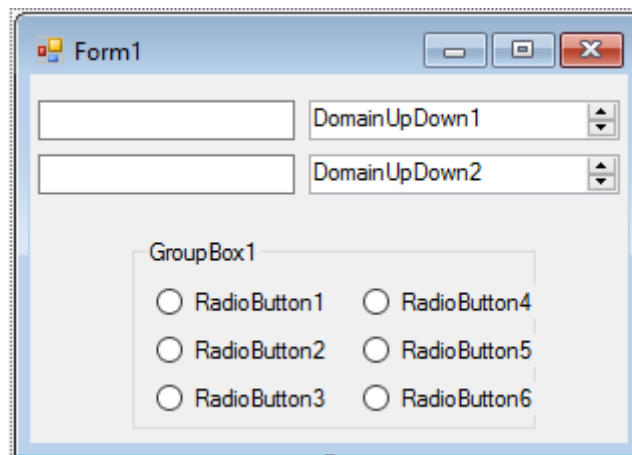 Form1
DomainUpDown1
DomainUpDown2
GroupBox1
RadioButton1 RadioButton4
RadioButton2 RadioButton5
RadioButton3 RadioButton6